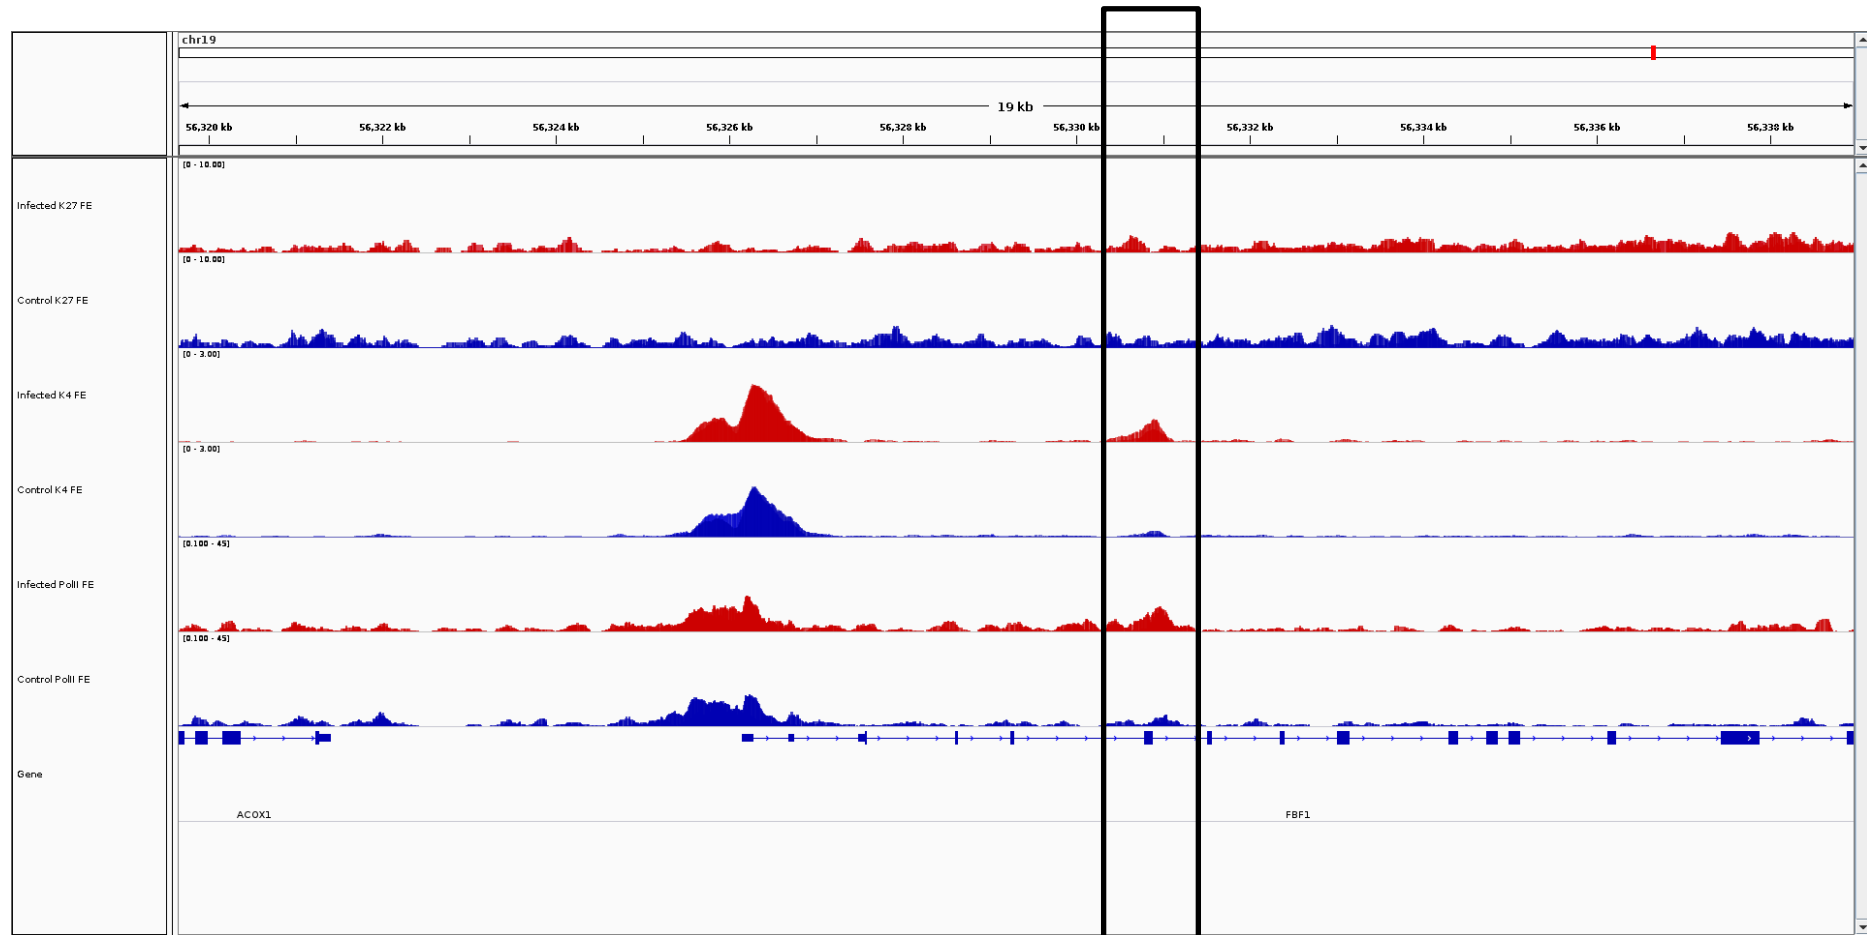 chr19
19 kb
56,320 kb 56,322 kb 56,324 kb 56,326 kb 56,328 kb 56,330 kb 56,332 kb 56,334 kb 56,336 kb 56,338 kb
[0 - 10.00]
Infected K27 FE
[0 - 10.00]
Control K27 FE
[0 - 3.00]
Infected K4 FE
[0 - 3.00]
Control K4 FE
[0.100 - 45]
Infected PolII FE
[0.100 - 45]
Control PolII FE
Gene
ACOX1 FBF1